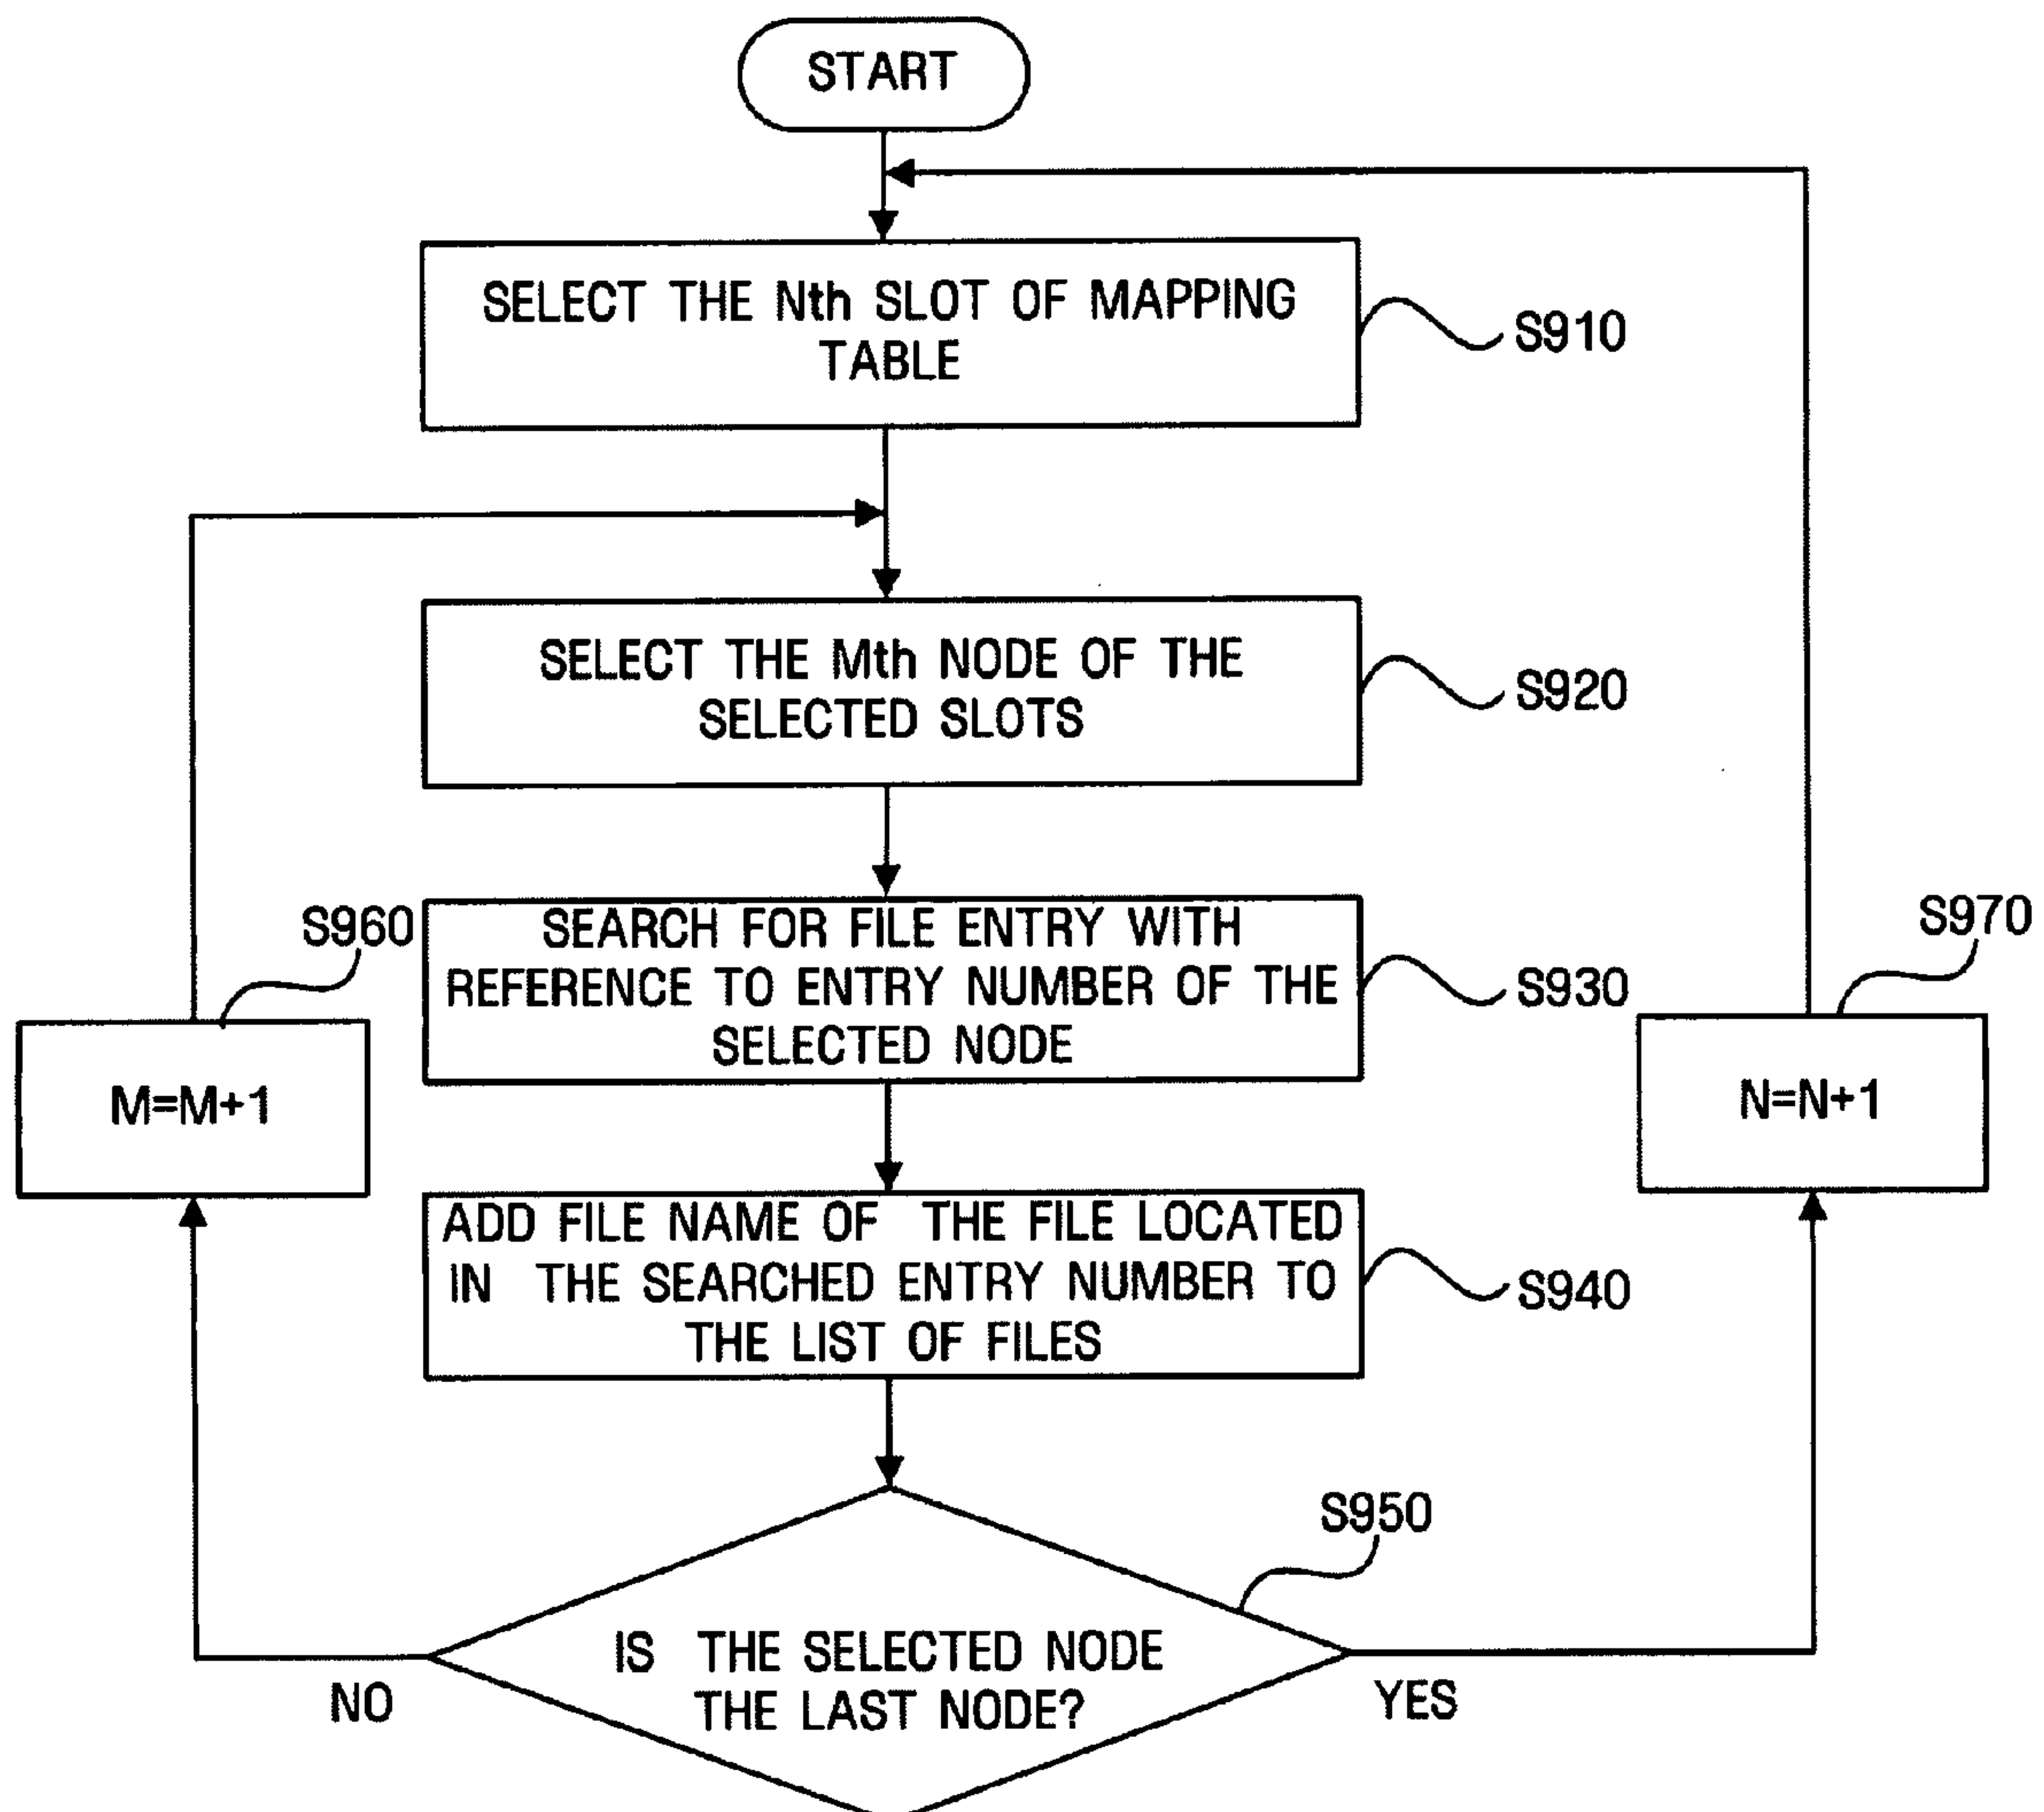 START
SELECT THE Nth SLOT OF MAPPING
TABLE
S910
SELECT THE Mth NODE OF THE
SELECTED SLOTS
S920
SEARCH FOR FILE ENTRY WITH
REFERENCE TO ENTRY NUMBER OF THE
SELECTED NODE
S930
S960
M=M+1
S970
N=N+1
ADD FILE NAME OF THE FILE LOCATED
IN THE SEARCHED ENTRY NUMBER TO
THE LIST OF FILES
S940
S950
IS THE SELECTED NODE
THE LAST NODE?
NO
YES